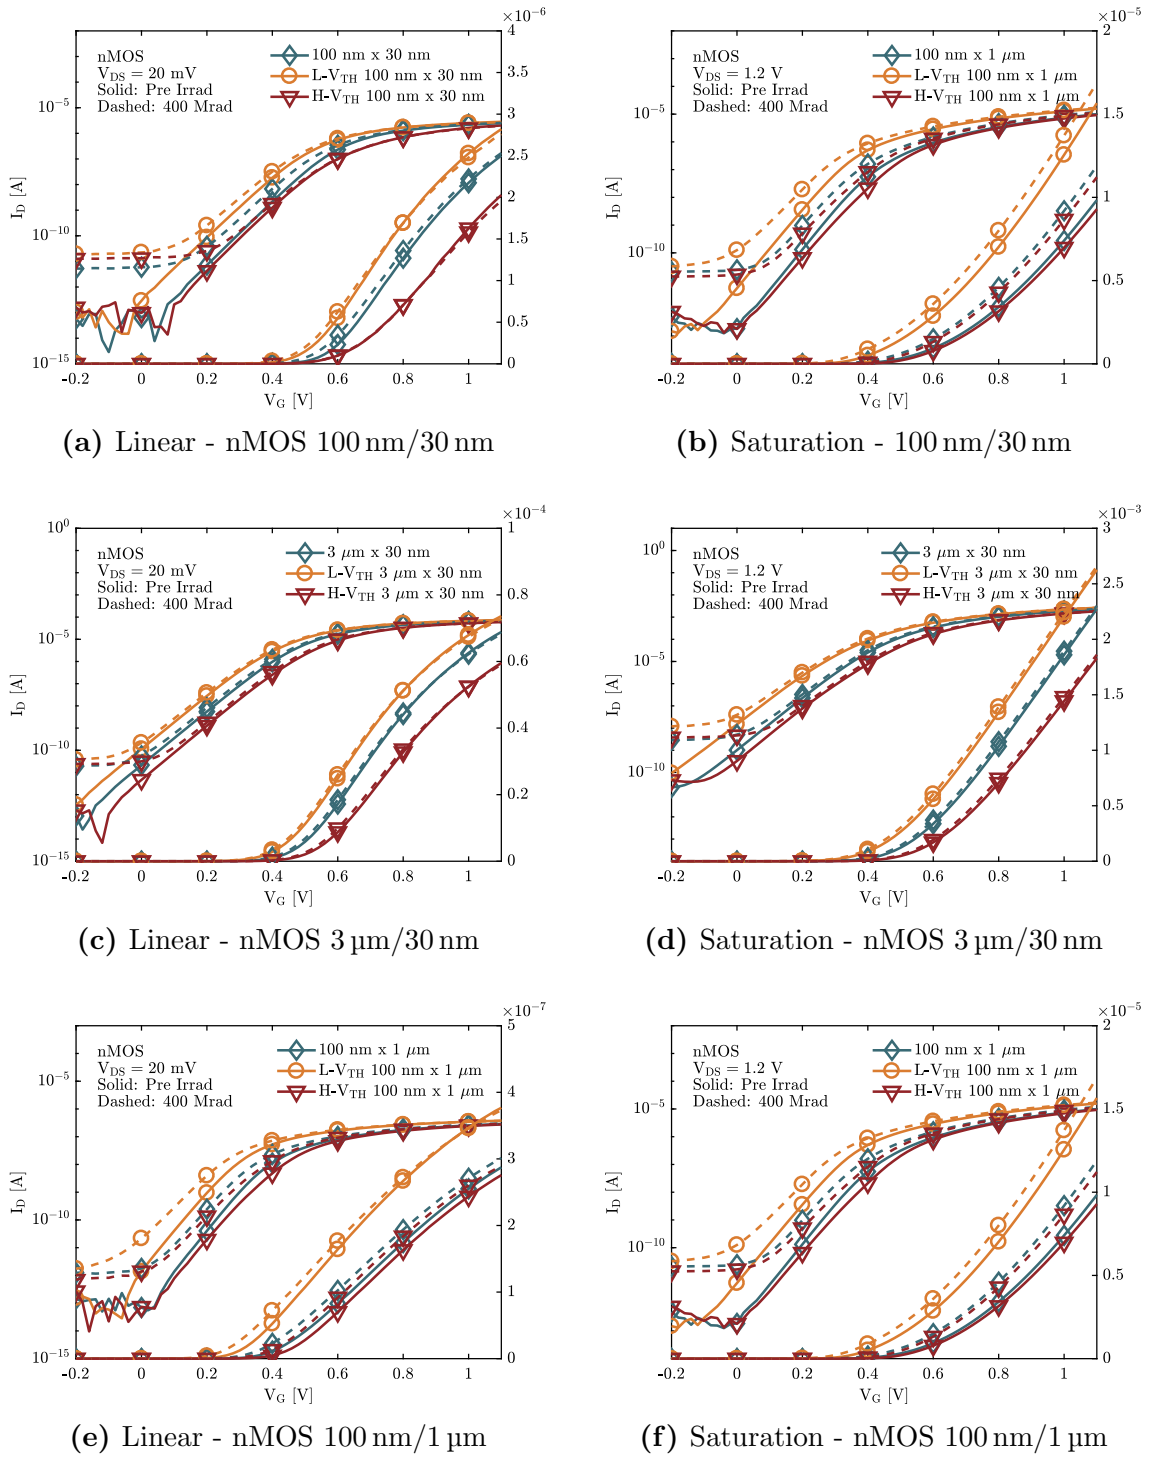 ×10⁻⁶
4
nMOS
V_DS = 20 mV
Solid: Pre Irrad
Dashed: 400 Mrad
100 nm x 30 nm
L-V_TH 100 nm x 30 nm
H-V_TH 100 nm x 30 nm
3.5
3
2.5
2
1.5
1
0.5
0
10⁻⁵
10⁻¹⁰
10⁻¹⁵
I_D [A]
-0.2 0 0.2 0.4 0.6 0.8 1
V_G [V]
(a) Linear - nMOS 100 nm/30 nm
×10⁻⁵
2
nMOS
V_DS = 1.2 V
Solid: Pre Irrad
Dashed: 400 Mrad
100 nm x 1 μm
L-V_TH 100 nm x 1 μm
H-V_TH 100 nm x 1 μm
1.5
1
0.5
0
10⁻⁵
10⁻¹⁰
I_D [A]
-0.2 0 0.2 0.4 0.6 0.8 1
V_G [V]
(b) Saturation - 100 nm/30 nm
×10⁻⁴
1
nMOS
V_DS = 20 mV
Solid: Pre Irrad
Dashed: 400 Mrad
3 μm x 30 nm
L-V_TH 3 μm x 30 nm
H-V_TH 3 μm x 30 nm
0.8
0.6
0.4
0.2
0
10⁰
10⁻⁵
10⁻¹⁰
10⁻¹⁵
I_D [A]
-0.2 0 0.2 0.4 0.6 0.8 1
V_G [V]
(c) Linear - nMOS 3 μm/30 nm
×10⁻³
3
nMOS
V_DS = 1.2 V
Solid: Pre Irrad
Dashed: 400 Mrad
3 μm x 30 nm
L-V_TH 3 μm x 30 nm
H-V_TH 3 μm x 30 nm
2.5
2
1.5
1
0.5
0
10⁰
10⁻⁵
10⁻¹⁰
I_D [A]
-0.2 0 0.2 0.4 0.6 0.8 1
V_G [V]
(d) Saturation - nMOS 3 μm/30 nm
×10⁻⁷
5
nMOS
V_DS = 20 mV
Solid: Pre Irrad
Dashed: 400 Mrad
100 nm x 1 μm
L-V_TH 100 nm x 1 μm
H-V_TH 100 nm x 1 μm
4
3
2
1
0
10⁻⁵
10⁻¹⁰
10⁻¹⁵
I_D [A]
-0.2 0 0.2 0.4 0.6 0.8 1
V_G [V]
(e) Linear - nMOS 100 nm/1 μm
×10⁻⁵
2
nMOS
V_DS = 1.2 V
Solid: Pre Irrad
Dashed: 400 Mrad
100 nm x 1 μm
L-V_TH 100 nm x 1 μm
H-V_TH 100 nm x 1 μm
1.5
1
0.5
0
10⁻⁵
10⁻¹⁰
I_D [A]
-0.2 0 0.2 0.4 0.6 0.8 1
V_G [V]
(f) Saturation - nMOS 100 nm/1 μm